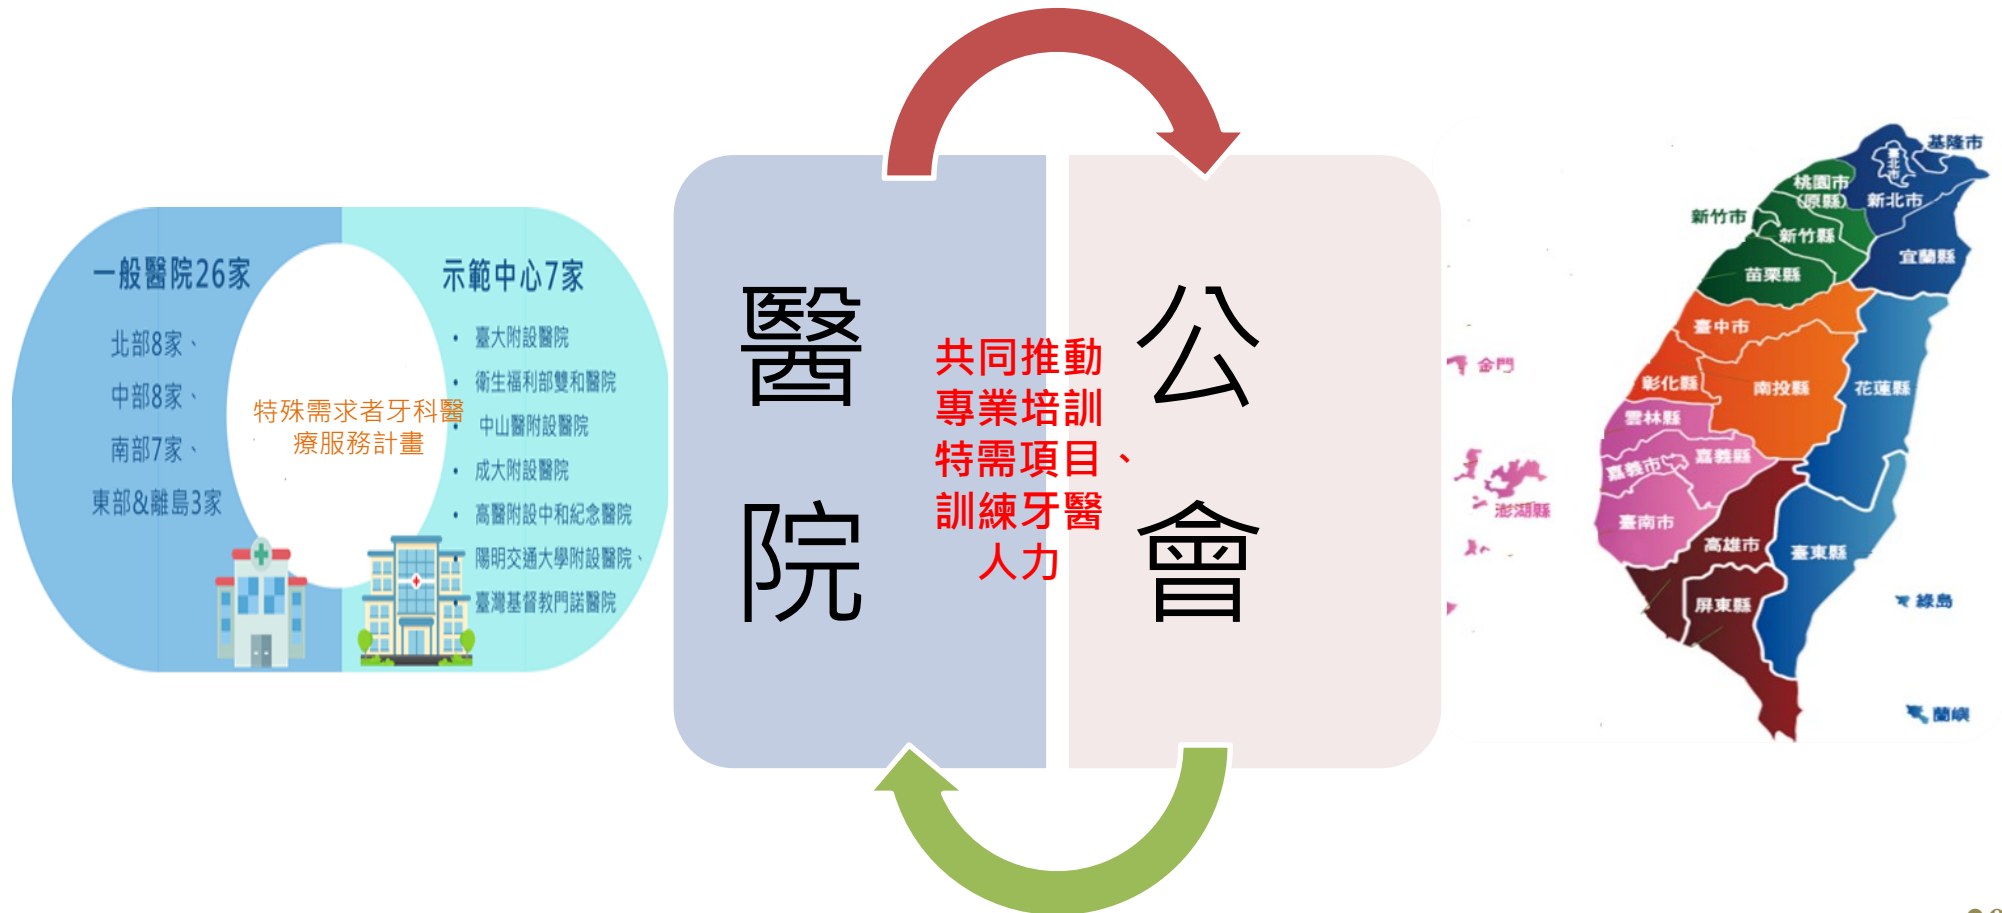 一般醫院26家
北部8家、
中部8家、
南部7家、
東部&離島3家
特殊需求者牙科醫
療服務計畫
示範中心7家
• 臺大附設醫院
• 衛生福利部雙和醫院
• 中山醫附設醫院
• 成大附設醫院
• 高醫附設中和紀念醫院
• 陽明交通大學附設醫院、
• 臺灣基督教門諾醫院
醫
院
共同推動
專業培訓
特需項目、
訓練牙醫
人力
公
會
基隆市
臺北市
新北市
桃園市
(原縣)
新竹市
新竹縣
宜蘭縣
苗栗縣
臺中市
金門
彰化縣
南投縣
花蓮縣
雲林縣
嘉義市
嘉義縣
澎湖縣
臺南市
高雄市
臺東縣
屏東縣
綠島
蘭嶼